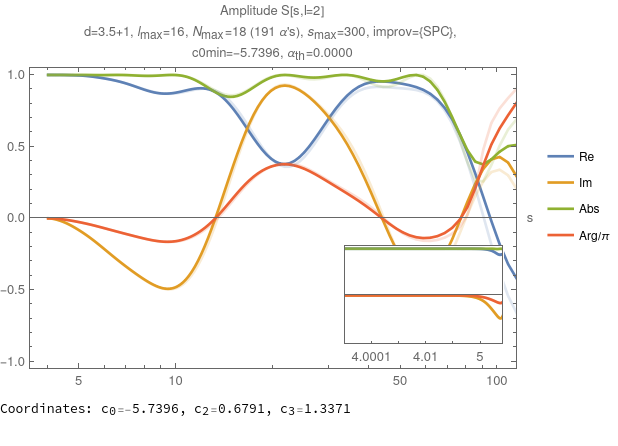 Amplitude S[s,l=2]
d=3.5+1, lmax=16, Nmax=18 (191 α's), smax=300, improv={SPC},
c0min=−5.7396, αth=0.0000
1.0
0.5
0.0
−0.5
−1.0
s
Re
Im
Abs
Arg/π
4.0001 4.01 5
5 10 50 100
Coordinates: c0=-5.7396, c2=0.6791, c3=1.3371